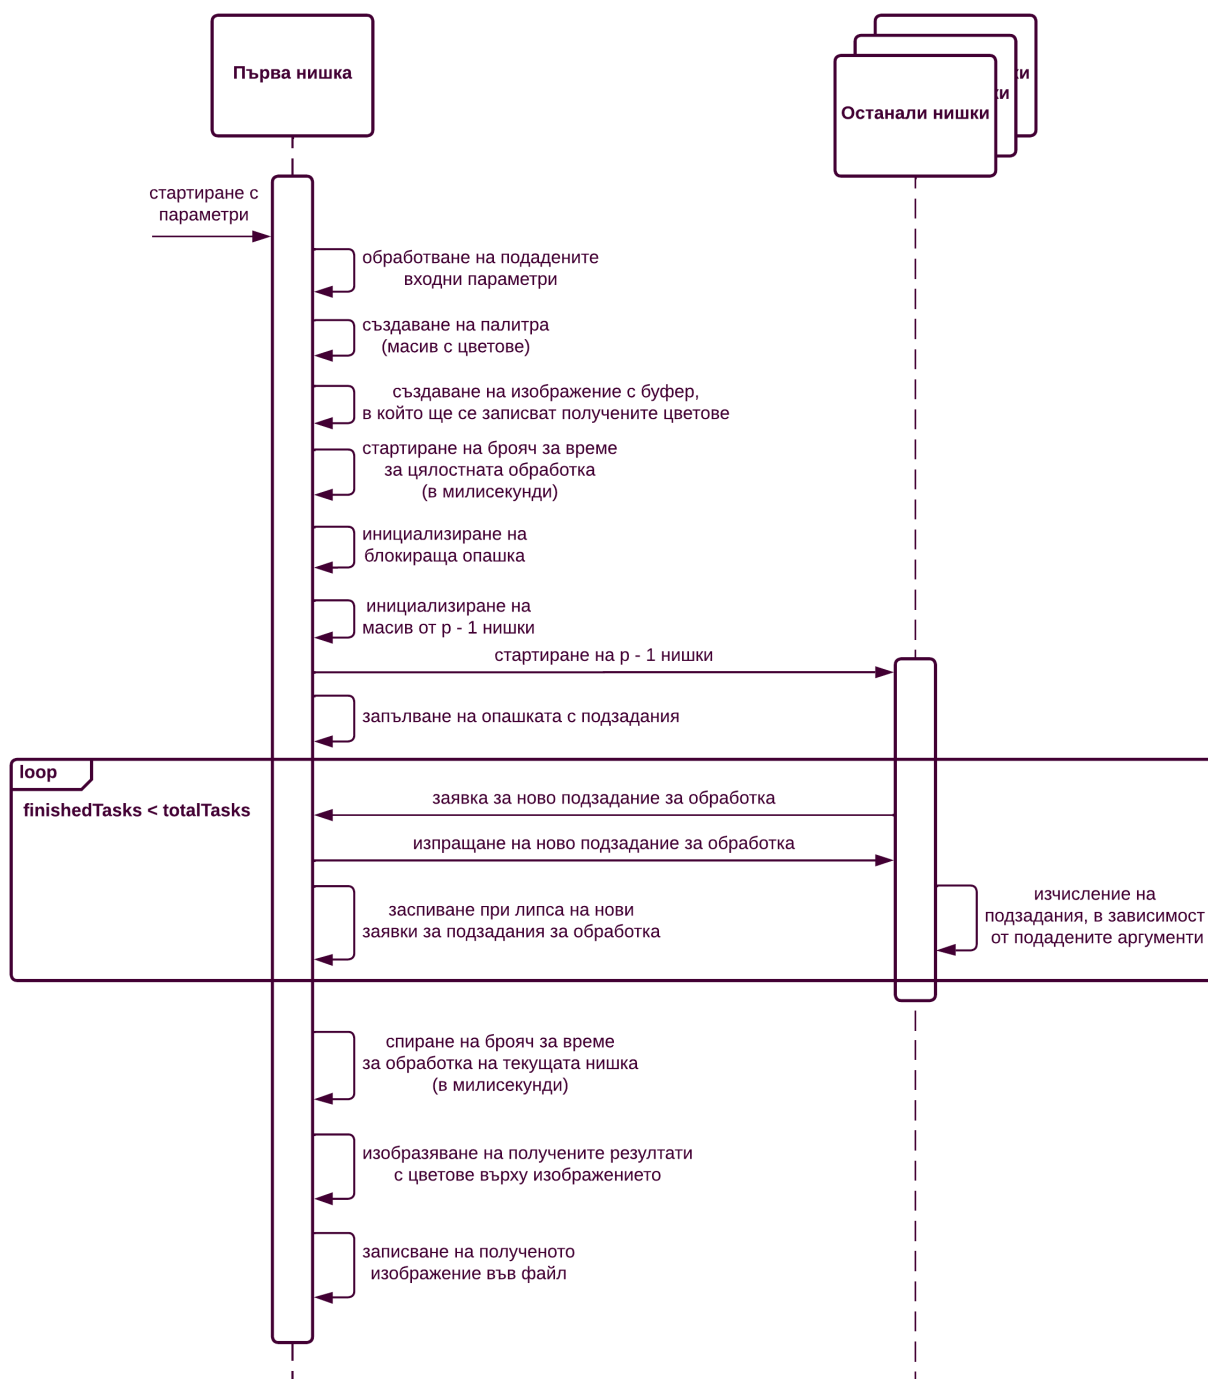 Първа нишка
ки
ки
Останали нишки
стартиране с
параметри
обработване на подадените
входни параметри
създаване на палитра
(масив с цветове)
създаване на изображение с буфер,
в който ще се записват получените цветове
стартиране на брояч за време
за цялостната обработка
(в милисекунди)
инициализиране на
блокираща опашка
инициализиране на
масив от p - 1 нишки
стартиране на p - 1 нишки
запълване на опашката с подзадания
loop
finishedTasks < totalTasks
заявка за ново подзадание за обработка
изпращане на ново подзадание за обработка
заспиване при липса на нови
заявки за подзадания за обработка
изчисление на
подзадания, в зависимост
от подадените аргументи
спиране на брояч за време
за обработка на текущата нишка
(в милисекунди)
изобразяване на получените резултати
с цветове върху изображението
записване на полученото
изображение във файл